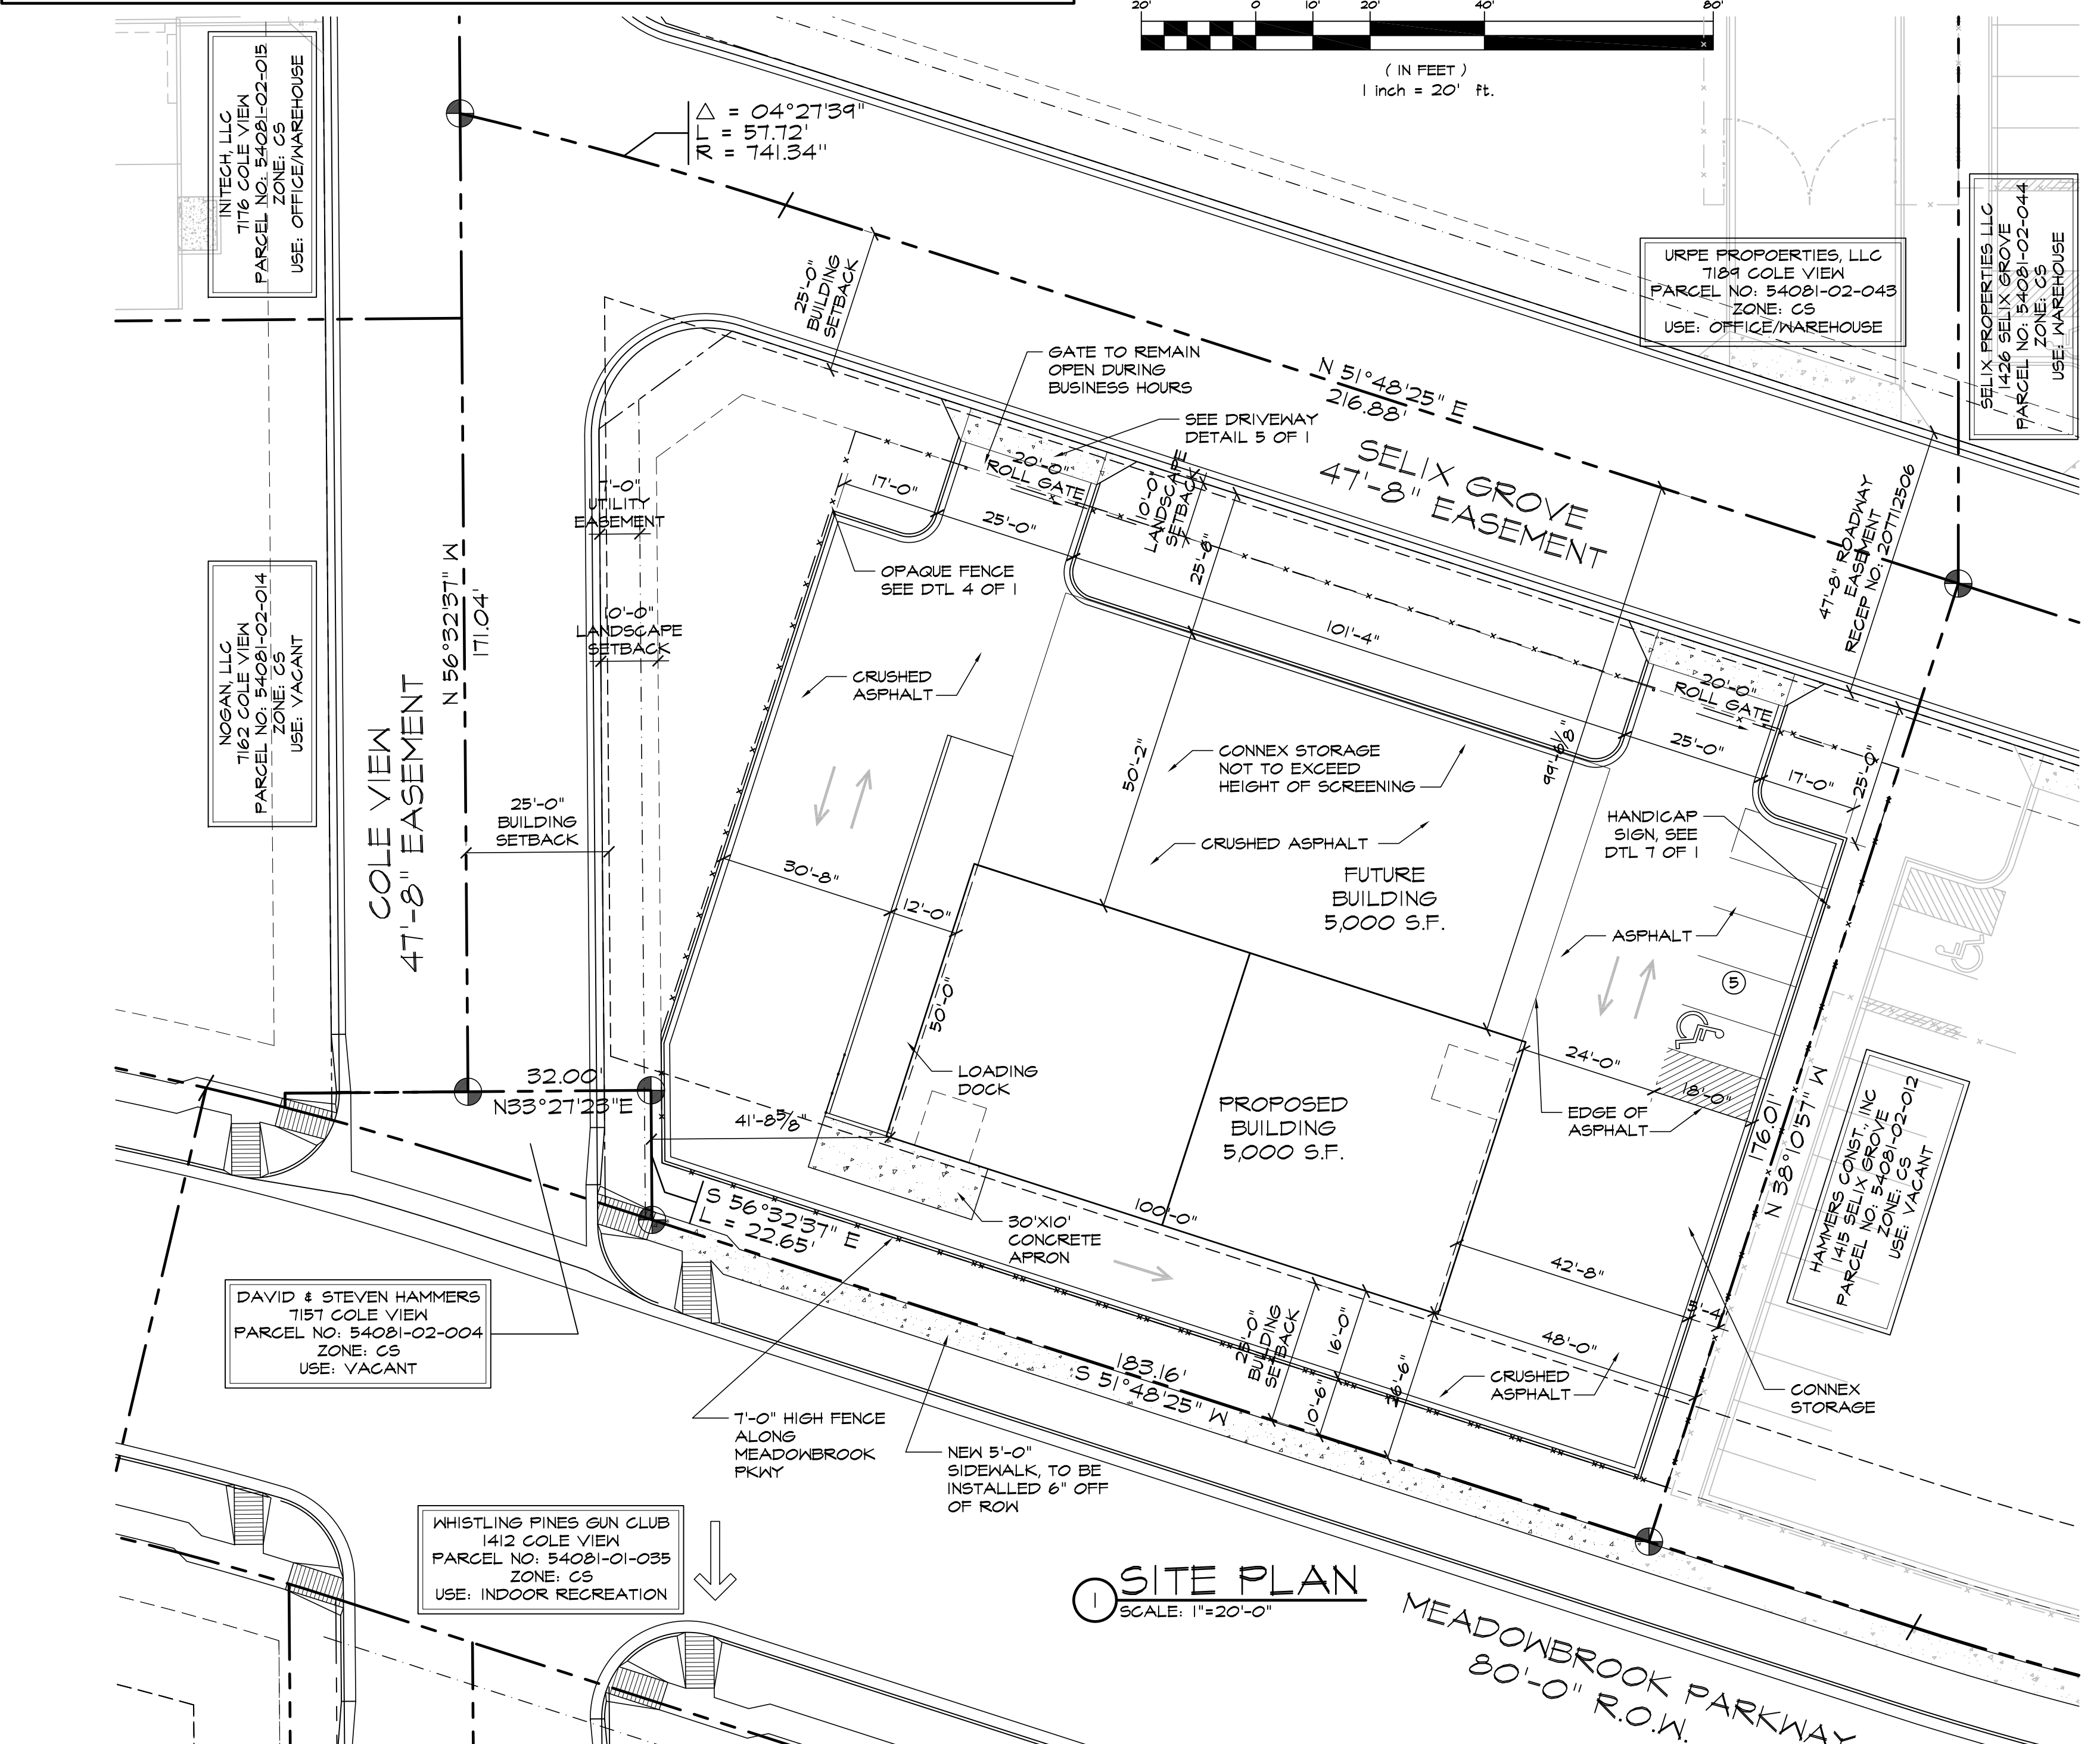 20' 0 10' 20' 40' 80'
( IN FEET )
1 inch = 20' ft.
INITECH, LLC
7176 COLE VIEW
PARCEL NO: 54081-02-015
ZONE: CS
USE: OFFICE/WAREHOUSE
△ = 04°27'39"
L = 57.72'
R = 741.34"
25'-0"
BUILDING
SETBACK
URPE PROPOERTIES, LLC
7189 COLE VIEW
PARCEL NO: 54081-02-043
ZONE: CS
USE: OFFICE/WAREHOUSE
SELIX PROPERTIES LLC
1426 SELIX GROVE
PARCEL NO: 54081-02-044
ZONE: CS
USE: WAREHOUSE
GATE TO REMAIN
OPEN DURING
BUSINESS HOURS
SEE DRIVEWAY
DETAIL 5 OF 1
N 51°48'25" E
216.88'
SELIX GROVE
47'-8" EASEMENT
20'-0"
ROLL GATE
17'-0"
25'-0"
10'-0"
LANDSCAPE
SETBACK
25'-8"
47'-8" ROADWAY
EASEMENT
RECEP NO: 207712506
7'-0"
UTILITY
EASEMENT
OPAQUE FENCE
SEE DTL 4 OF 1
10'-0"
LANDSCAPE
SETBACK
101'-4"
NOGAN, LLC
7162 COLE VIEW
PARCEL NO: 54081-02-014
ZONE: CS
USE: VACANT
N 56°32'37" W
171.04'
COLE VIEW
47'-8" EASEMENT
CRUSHED
ASPHALT
20'-0"
ROLL GATE
25'-0"
17'-0"
25'-0"
50'-2"
CONNEX STORAGE
NOT TO EXCEED
HEIGHT OF SCREENING
99'-6/8"
25'-0"
BUILDING
SETBACK
HANDICAP
SIGN, SEE
DTL 7 OF 1
CRUSHED ASPHALT
30'-8"
12'-0"
FUTURE
BUILDING
5,000 S.F.
ASPHALT
5
50'-0"
24'-0"
18'-0"
LOADING
DOCK
32.00'
N33°27'23"E
41'-8⅝"
PROPOSED
BUILDING
5,000 S.F.
EDGE OF
ASPHALT
176.01'
N 38°10'57" W
HAMMERS CONST., INC
1415 SELIX GROVE
PARCEL NO: 54081-02-012
ZONE: CS
USE: VACANT
S 56°32'37" E
L = 22.65'
30'X10'
CONCRETE
APRON
100'-0"
42'-8"
5'-4"
48'-0"
DAVID & STEVEN HAMMERS
7157 COLE VIEW
PARCEL NO: 54081-02-004
ZONE: CS
USE: VACANT
25'-0"
BUILDING
SETBACK
16'-0"
10'-6"
26'-6"
183.16'
S 51°48'25" W
CRUSHED
ASPHALT
CONNEX
STORAGE
7'-0" HIGH FENCE
ALONG
MEADOWBROOK
PKWY
NEW 5'-0"
SIDEWALK, TO BE
INSTALLED 6" OFF
OF ROW
WHISTLING PINES GUN CLUB
1412 COLE VIEW
PARCEL NO: 54081-01-035
ZONE: CS
USE: INDOOR RECREATION
1
SITE PLAN
SCALE: 1"=20'-0"
MEADOWBROOK PARKWAY
80'-0" R.O.W.